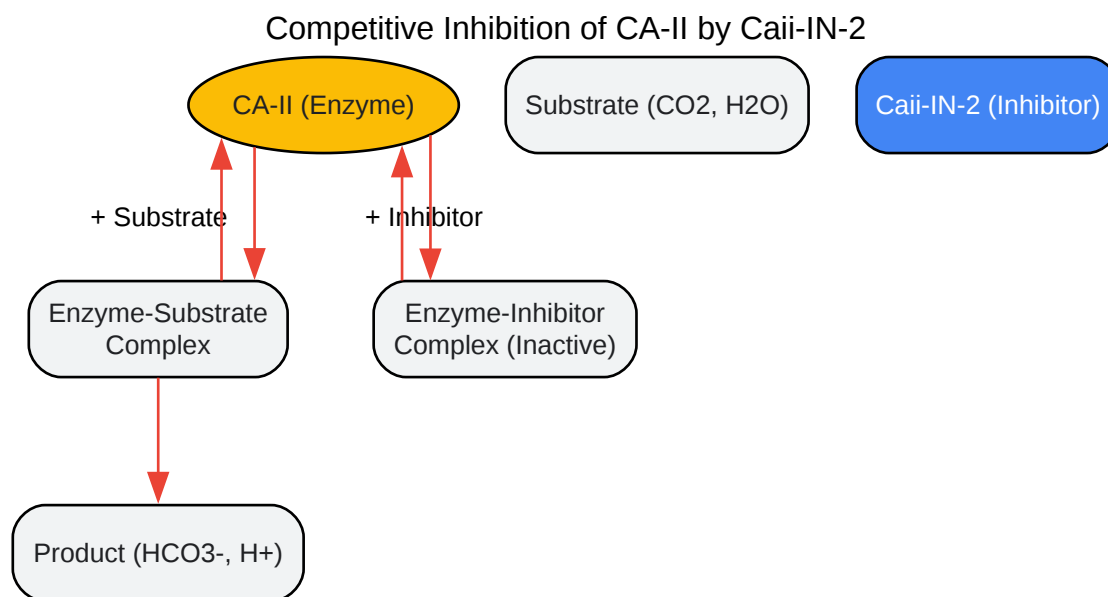 Competitive Inhibition of CA-II by Caii-IN-2
CA-II (Enzyme)
Substrate (CO2, H2O)
Caii-IN-2 (Inhibitor)
+ Substrate
+ Inhibitor
Enzyme-Substrate
Complex
Enzyme-Inhibitor
Complex (Inactive)
Product (HCO3-, H+)